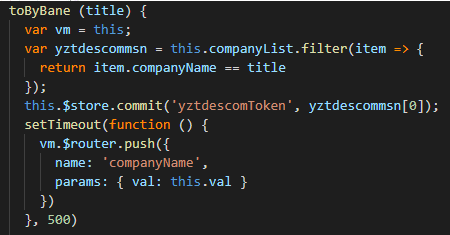 toByBane (title) {
  var vm = this;
  var yztdescommsn = this.companyList.filter(item => {
    return item.companyName == title
  });
  this.$store.commit('yztdescomToken', yztdescommsn[0]);
  setTimeout(function () {
    vm.$router.push({
      name: 'companyName',
      params: { val: this.val }
    })
  }, 500)